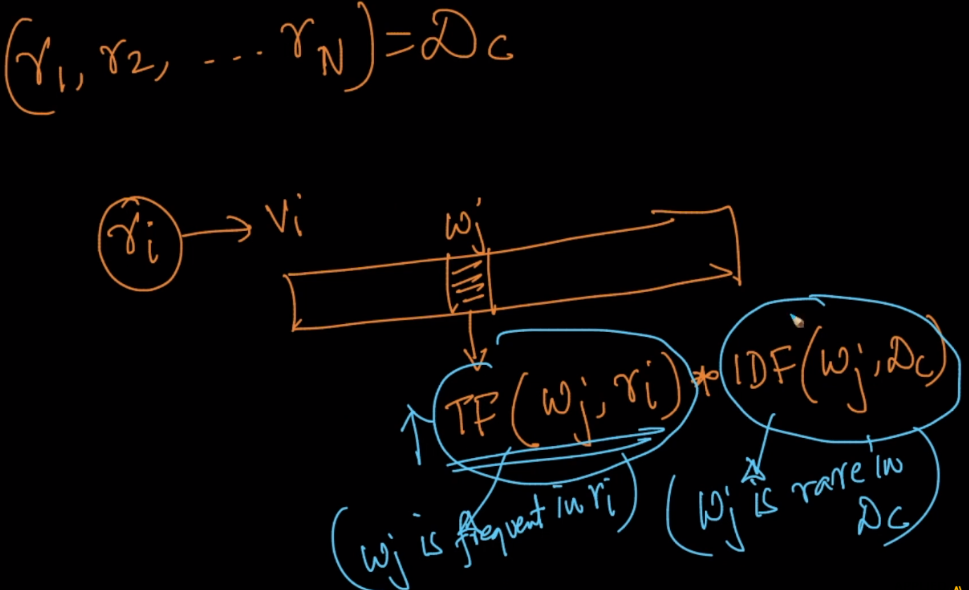 (r1, r2, ... rN) = Dc
ri → Vi
wj
TF(wj, ri) * IDF(wj, Dc)
(wj is frequent in ri)
(wj is rare in Dc)